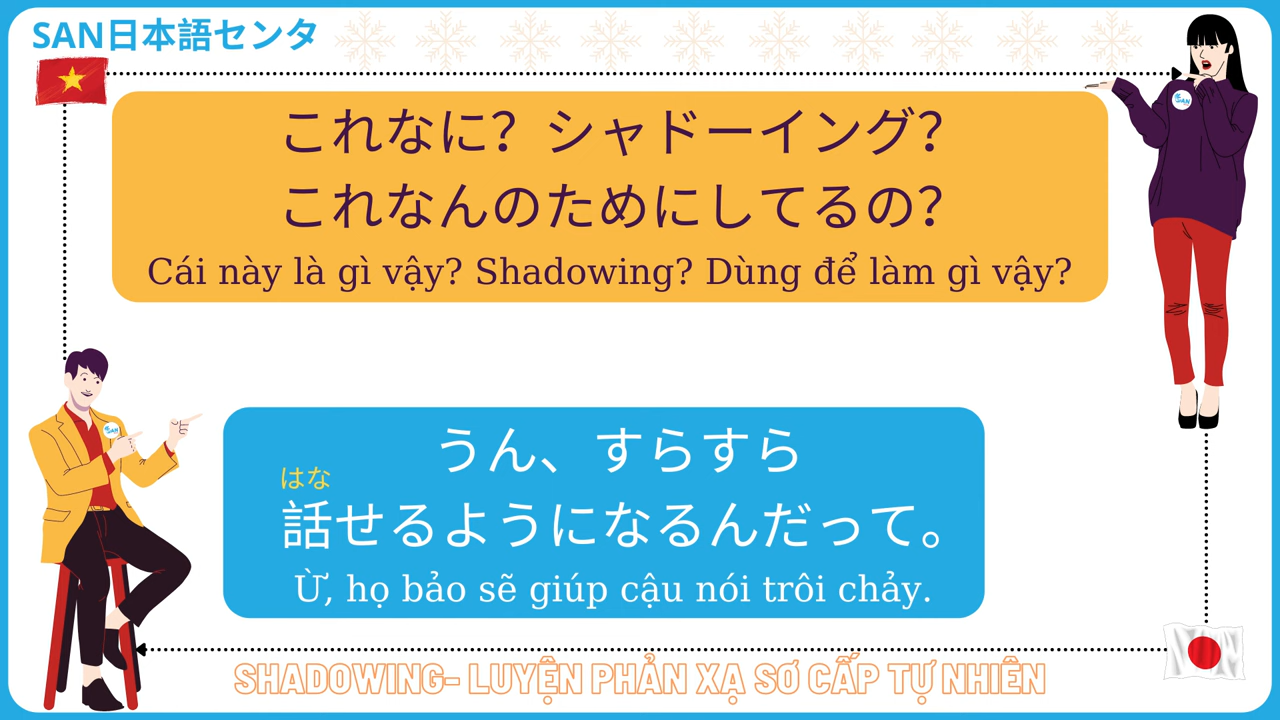 SAN日本語センタ
これなに？シャドーイング？
これなんのためにしてるの？
Cái này là gì vậy? Shadowing? Dùng để làm gì vậy?
うん、すらすら
はな
話せるようになるんだって。
Ừ, họ bảo sẽ giúp cậu nói trôi chảy.
SHADOWING- LUYỆN PHẢN XẠ SƠ CẤP TỰ NHIÊN
SAN
SAN